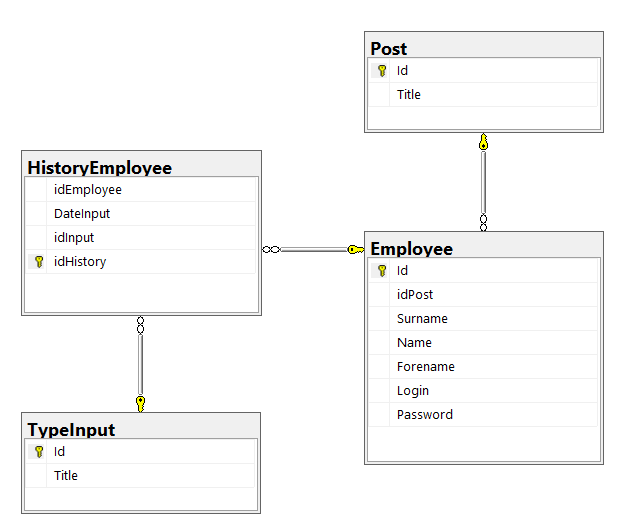 Post
Id
Title
HistoryEmployee
idEmployee
DateInput
idInput
idHistory
Employee
Id
idPost
Surname
Name
Forename
Login
Password
TypeInput
Id
Title